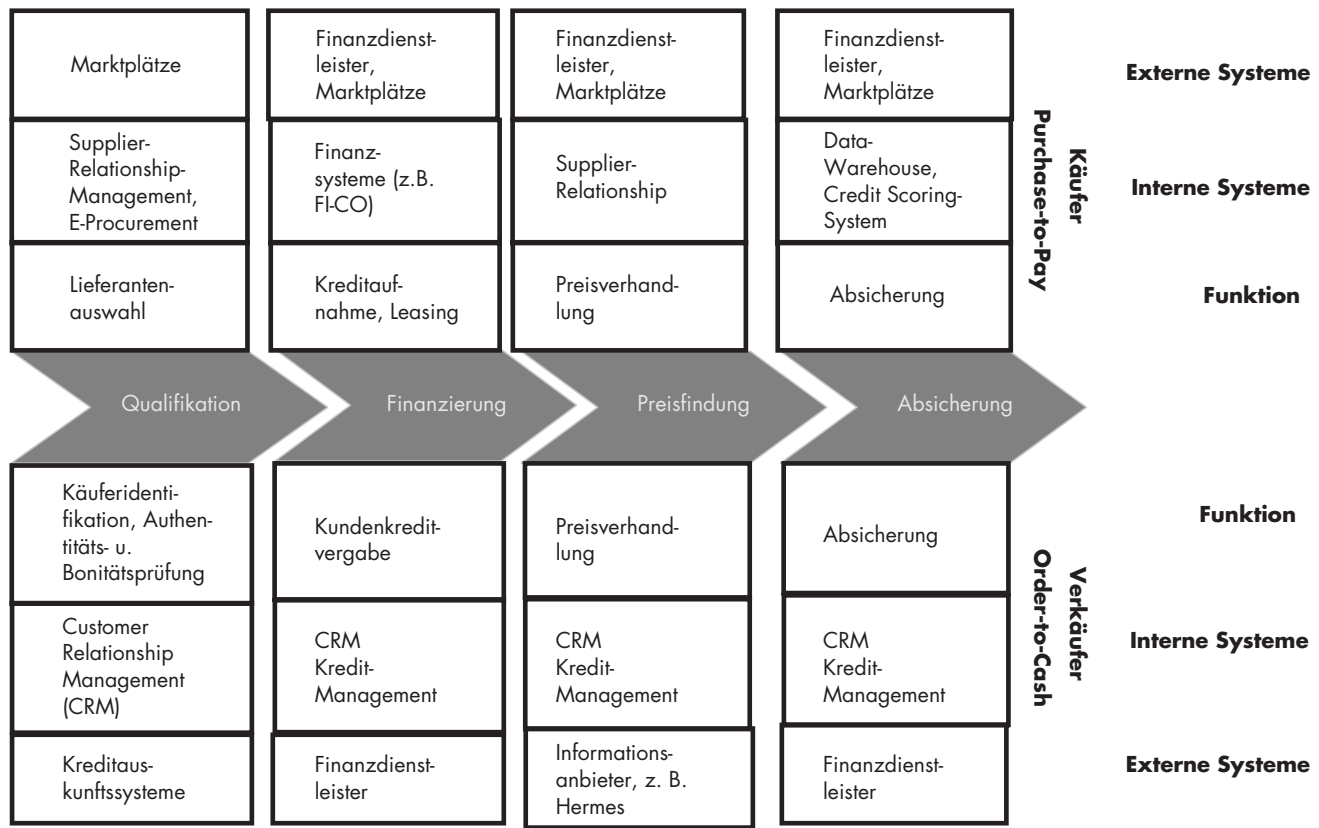 Marktplätze
Finanzdienst-
leister,
Marktplätze
Finanzdienst-
leister,
Marktplätze
Finanzdienst-
leister,
Marktplätze
Externe Systeme
Supplier-
Relationship-
Management,
E-Procurement
Finanz-
systeme (z.B.
FI-CO)
Supplier-
Relationship
Data-
Warehouse,
Credit Scoring-
System
Interne Systeme
Lieferanten-
auswahl
Kreditauf-
nahme, Leasing
Preisverhand-
lung
Absicherung
Funktion
Käufer
Purchase-to-Pay
Qualifikation
Finanzierung
Preisfindung
Absicherung
Käuferidenti-
fikation, Authen-
titäts- u.
Bonitätsprüfung
Kundenkredit-
vergabe
Preisverhand-
lung
Absicherung
Funktion
Customer
Relationship
Management
(CRM)
CRM
Kredit-
Management
CRM
Kredit-
Management
CRM
Kredit-
Management
Interne Systeme
Kreditaus-
kunftssysteme
Finanzdienst-
leister
Informations-
anbieter, z. B.
Hermes
Finanzdienst-
leister
Externe Systeme
Verkäufer
Order-to-Cash